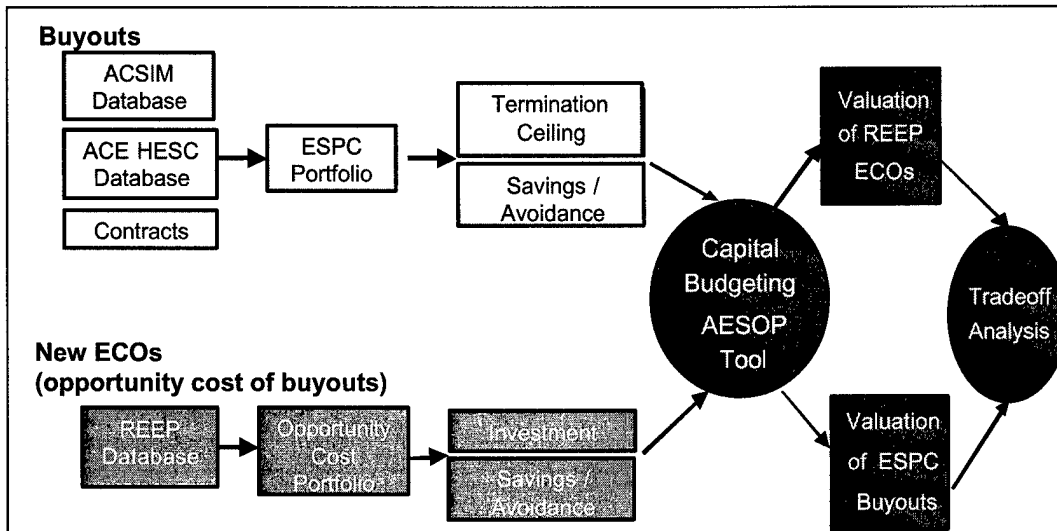 Buyouts
ACSIM
Database
ACE HESC
Database
Contracts
ESPC
Portfolio
Termination
Ceiling
Savings /
Avoidance
New ECOs
(opportunity cost of buyouts)
REEP
Database
Opportunity
Cost
Portfolio
Investment
Savings /
Avoidance
Capital
Budgeting
AESOP
Tool
Valuation
of REEP
ECOs
Valuation
of ESPC
Buyouts
Tradeoff
Analysis